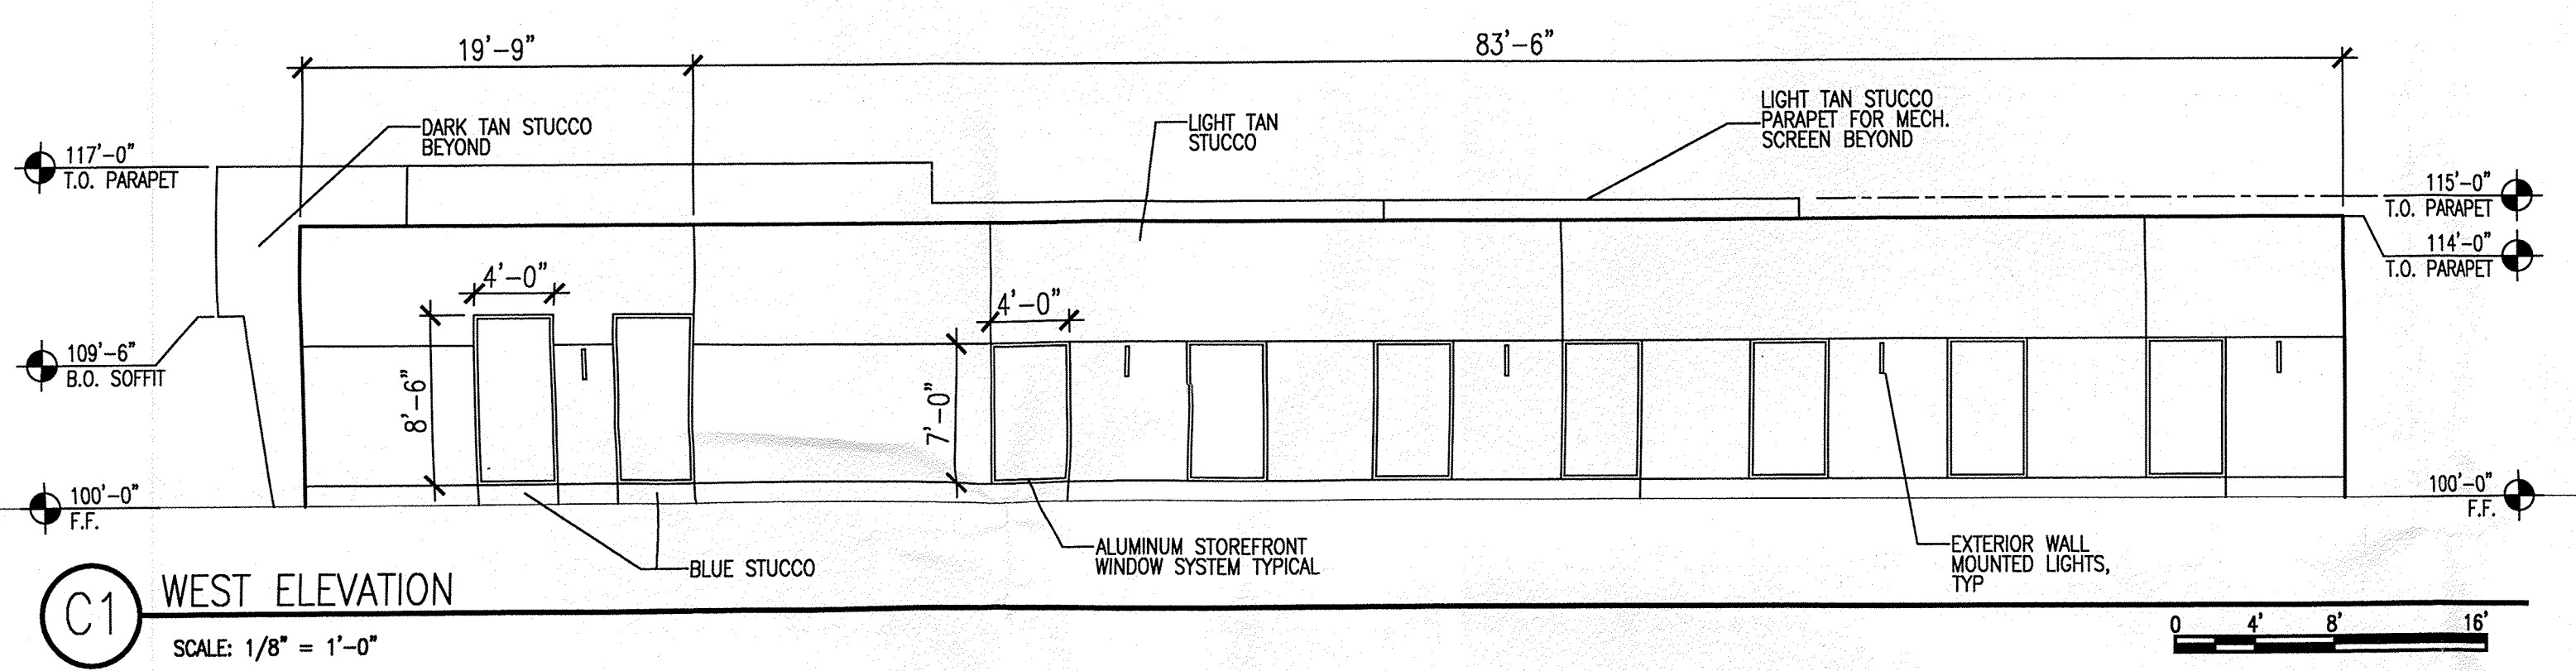 19'-9"
83'-6"
DARK TAN STUCCO
BEYOND
LIGHT TAN
STUCCO
LIGHT TAN STUCCO
PARAPET FOR MECH.
SCREEN BEYOND
117'-0"
T.O. PARAPET
115'-0"
T.O. PARAPET
114'-0"
T.O. PARAPET
4'-0"
4'-0"
109'-6"
B.O. SOFFIT
8'-6"
7'-0"
100'-0"
F.F.
100'-0"
F.F.
BLUE STUCCO
ALUMINUM STOREFRONT
WINDOW SYSTEM TYPICAL
EXTERIOR WALL
MOUNTED LIGHTS,
TYP
C1
WEST ELEVATION
SCALE: 1/8" = 1'-0"
0 4' 8' 16'